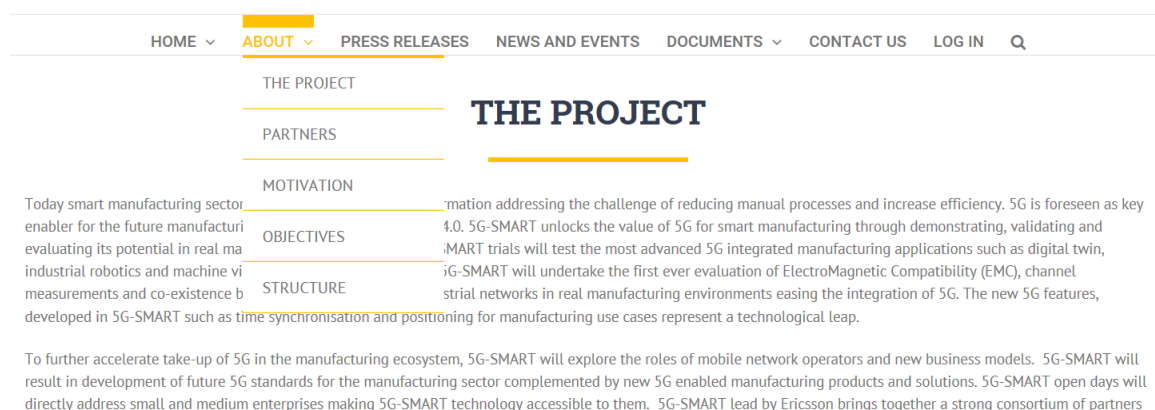 HOME ABOUT PRESS RELEASES NEWS AND EVENTS DOCUMENTS CONTACT US LOG IN
THE PROJECT
PARTNERS
MOTIVATION
OBJECTIVES
STRUCTURE
THE PROJECT
Today smart manufacturing sector addressing the challenge of reducing manual processes and increase efficiency. 5G is foreseen as key
enabler for the future 4.0. 5G-SMART unlocks the value of 5G for smart manufacturing through demonstrating, validating and
evaluating its potential in real trials will test the most advanced 5G integrated manufacturing applications such as digital twin,
industrial robotics and machine 5G-SMART will undertake the first ever evaluation of ElectroMagnetic Compatibility (EMC), channel
measurements and co-existence networks in real manufacturing environments easing the integration of 5G. The new 5G features,
developed in 5G-SMART such as time synchronisation and positioning for manufacturing use cases represent a technological leap.
To further accelerate take-up of 5G in the manufacturing ecosystem, 5G-SMART will explore the roles of mobile network operators and new business models. 5G-SMART will
result in development of future 5G standards for the manufacturing sector complemented by new 5G enabled manufacturing products and solutions. 5G-SMART open days will
directly address small and medium enterprises making 5G-SMART technology accessible to them. 5G-SMART lead by Ericsson brings together a strong consortium of partners